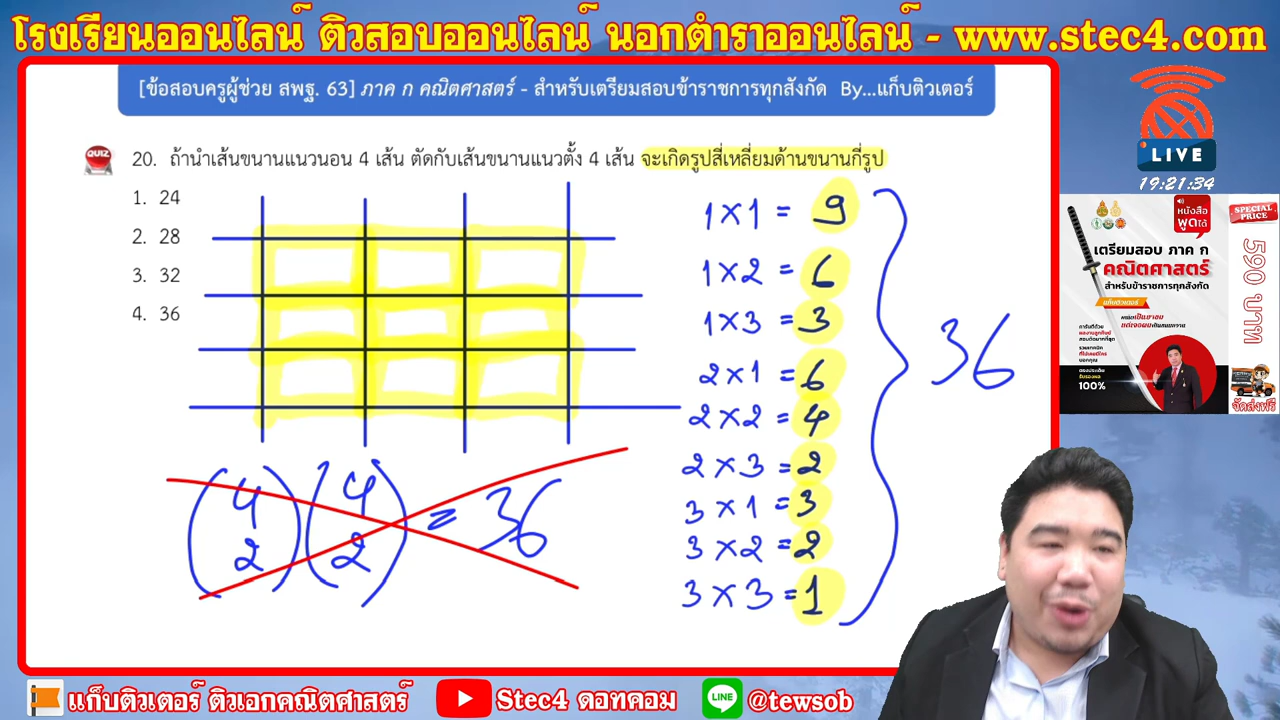 โรงเรียนออนไลน์ ติวสอบออนไลน์ นอกตำราออนไลน์ - www.stec4.com
[ข้อสอบครูผู้ช่วย สพฐ. 63] ภาค ก คณิตศาสตร์ - สำหรับเตรียมสอบข้าราชการทุกสังกัด By...แก็บติวเตอร์
LIVE
19:21:34
QUIZ
20. ถ้านำเส้นขนานแนวนอน 4 เส้น ตัดกับเส้นขนานแนวตั้ง 4 เส้น จะเกิดรูปสี่เหลี่ยมด้านขนานกี่รูป
1. 24
2. 28
3. 32
4. 36
1 × 1 = 9
1 × 2 = 6
1 × 3 = 3
2 × 1 = 6
2 × 2 = 4
2 × 3 = 2
3 × 1 = 3
3 × 2 = 2
3 × 3 = 1
36
(4 2) (4 2) = 36
หนังสือ
พูดได้
SPECIAL
PRICE
590 บาท
เตรียมสอบ ภาค ก
คณิตศาสตร์
สำหรับข้าราชการทุกสังกัด
แก็บติวเตอร์
100%
จัดส่งฟรี
แก็บติวเตอร์ ติวเอกคณิตศาสตร์
Stec4 ดอทคอม
LINE
@tewsob